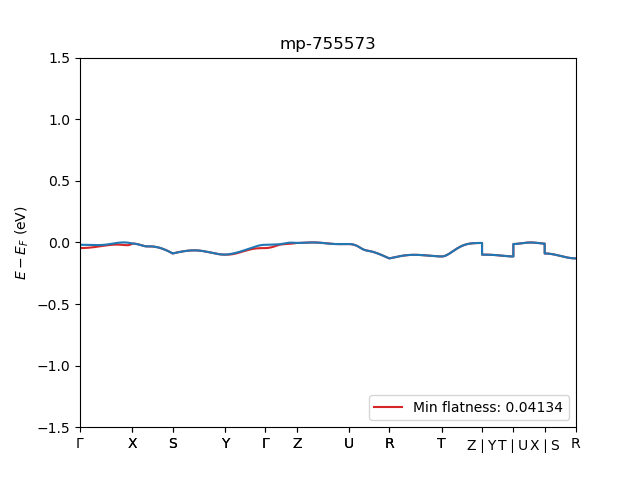 mp-755573
1.5
1.0
0.5
0.0
−0.5
−1.0
−1.5
E − E_F (eV)
Min flatness: 0.04134
Γ X S Y Γ Z U R T Z | Y T | U X | S R